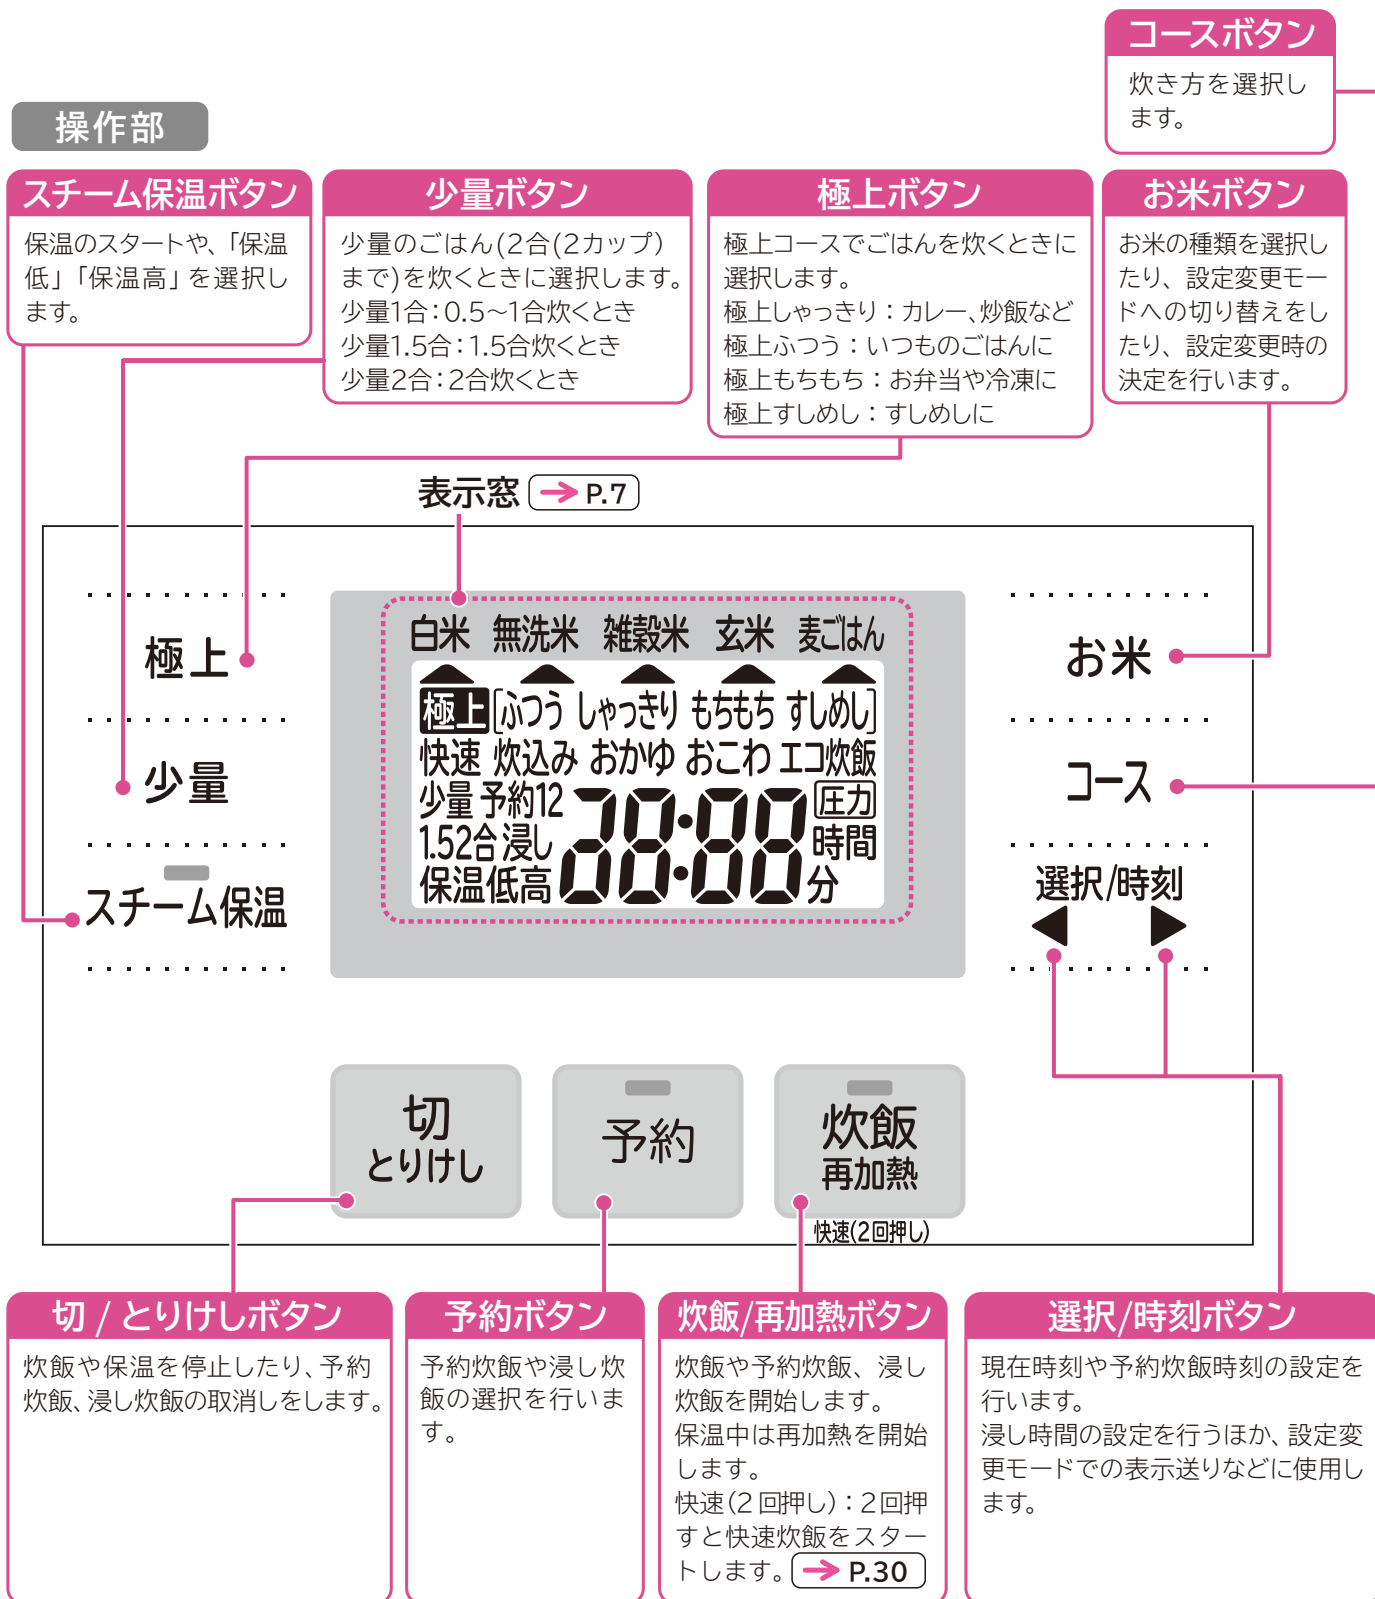 コースボタン
炊き方を選択し
ます。
操作部
スチーム保温ボタン
保温のスタートや、「保温
低」「保温高」を選択し
ます。
少量ボタン
少量のごはん(2合(2カップ)
まで)を炊くときに選択します。
少量1合：0.5～1合炊くとき
少量1.5合：1.5合炊くとき
少量2合：2合炊くとき
極上ボタン
極上コースでごはんを炊くときに
選択します。
極上しゃっきり：カレー、炒飯など
極上ふつう：いつものごはんに
極上もちもち：お弁当や冷凍に
極上すしめし：すしめしに
お米ボタン
お米の種類を選択し
たり、設定変更モー
ドへの切り替えをし
たり、設定変更時の
決定を行います。
表示窓 → P.7
極上
少量
スチーム保温
白米 無洗米 雑穀米 玄米 麦ごはん
極上 [ふつう しゃっきり もちもち すしめし]
快速 炊込み おかゆ おこわ エコ炊飯
少量 予約12 圧力
1.52合 浸し 38:88 時間
保温低高 分
お米
コース
選択/時刻
◀ ▶
切
とりけし
予約
炊飯
再加熱
快速(2回押し)
切 / とりけしボタン
炊飯や保温を停止したり、予約
炊飯、浸し炊飯の取消しをします。
予約ボタン
予約炊飯や浸し炊
飯の選択を行いま
す。
炊飯/再加熱ボタン
炊飯や予約炊飯、浸し
炊飯を開始します。
保温中は再加熱を開始
します。
快速(2回押し)：2回押
すと快速炊飯をスター
トします。 → P.30
選択/時刻ボタン
現在時刻や予約炊飯時刻の設定を
行います。
浸し時間の設定を行うほか、設定変
更モードでの表示送りなどに使用し
ます。